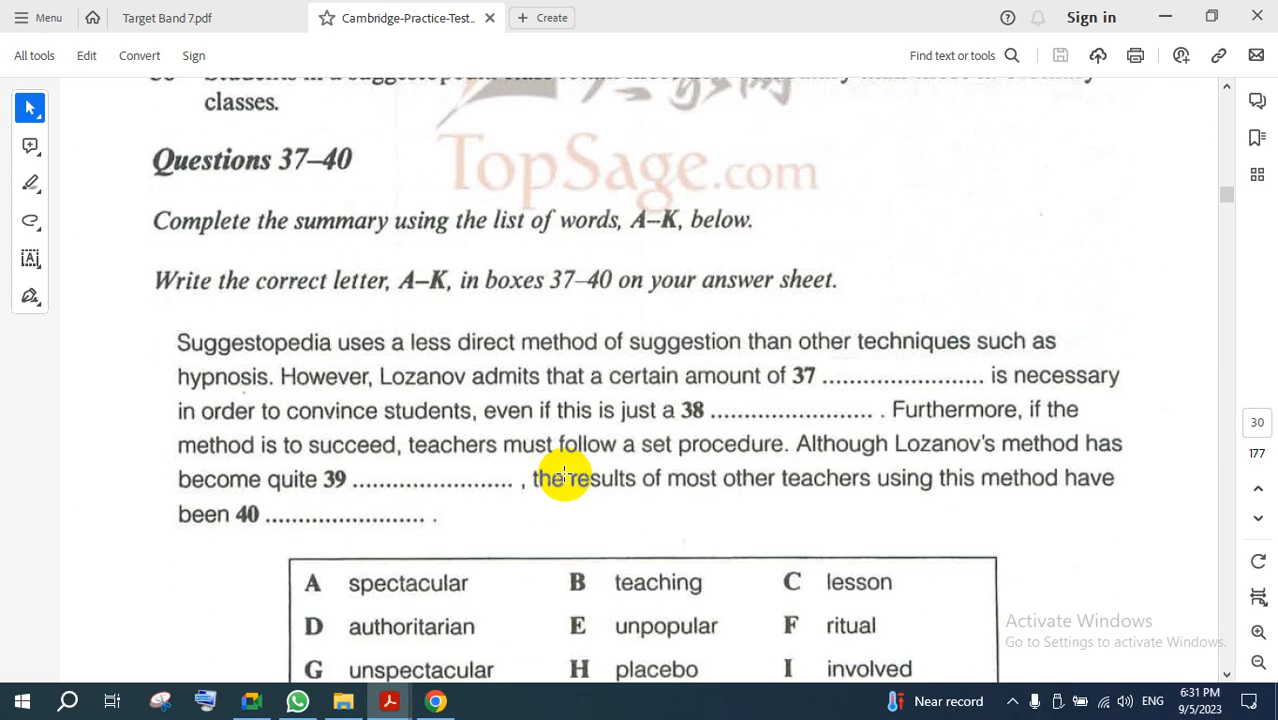 Menu
Target Band 7.pdf
Cambridge-Practice-Test...
Create
Sign in
All tools
Edit
Convert
Sign
Find text or tools
classes.
TopSage.com
Questions 37–40
Complete the summary using the list of words, A–K, below.
Write the correct letter, A–K, in boxes 37–40 on your answer sheet.
Suggestopedia uses a less direct method of suggestion than other techniques such as
hypnosis. However, Lozanov admits that a certain amount of 37 ........................ is necessary
in order to convince students, even if this is just a 38 ........................ . Furthermore, if the
method is to succeed, teachers must follow a set procedure. Although Lozanov's method has
become quite 39 ........................ , the results of most other teachers using this method have
been 40 ........................ .
A spectacular B teaching C lesson
D authoritarian E unpopular F ritual
G unspectacular H placebo I involved
30
177
Activate Windows
Go to Settings to activate Windows.
Near record
ENG
6:31 PM
9/5/2023